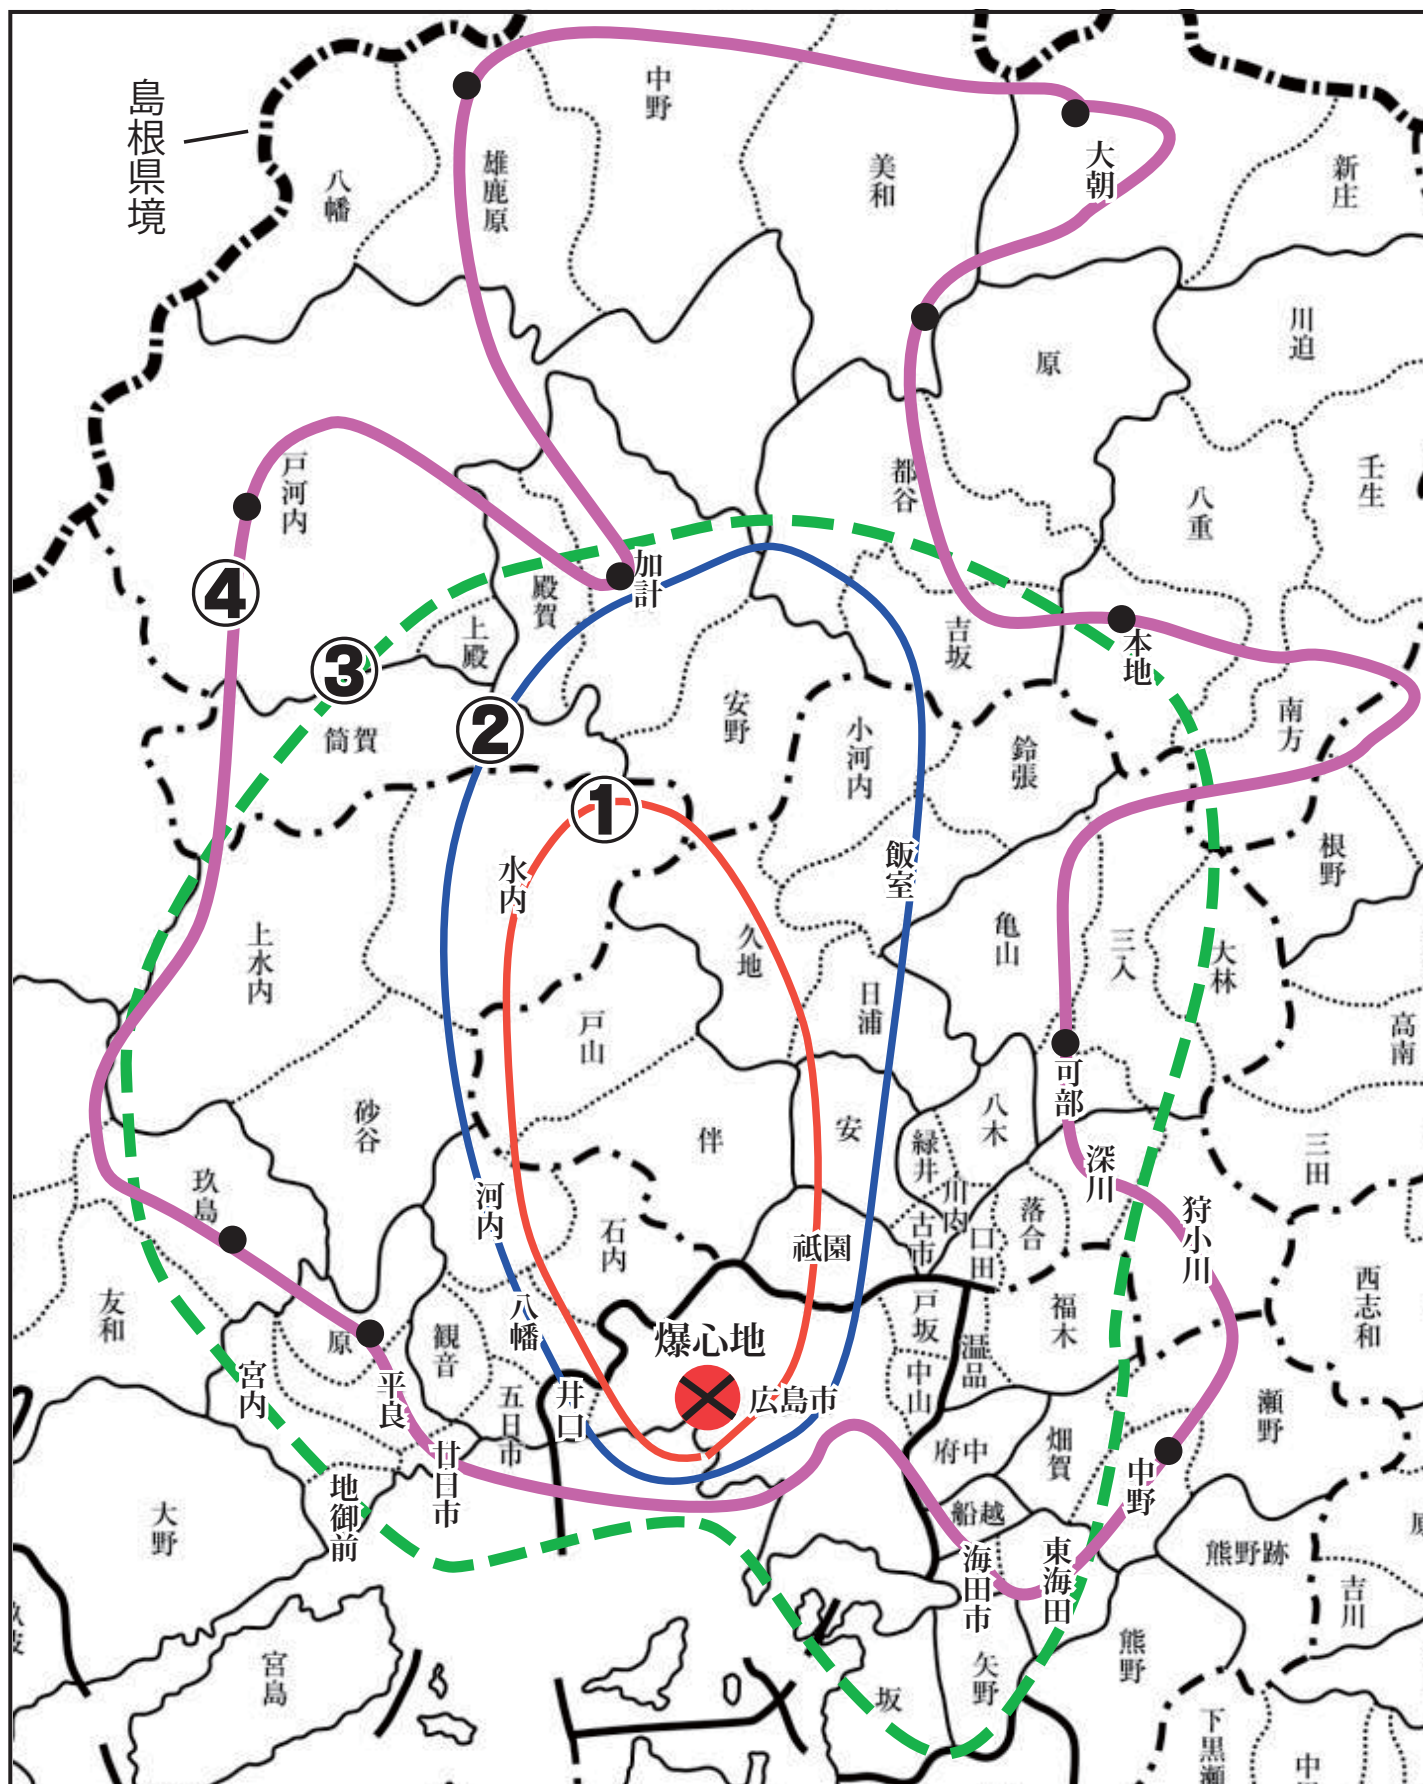 島根県境
八幡
雄鹿原
中野
美和
大朝
新庄
川迫
原
戸河内
都谷
八重
壬生
④
加計
殿賀
上殿
吉坂
本地
③
②
筒賀
安野
小河内
鈴張
南方
①
水内
飯室
根野
上水内
久地
亀山
三入
大林
戸山
日浦
高南
可部
砂谷
伴
安
緑井
八木
深川
三田
玖島
河内
石内
祇園
川内
古市
口田
落合
狩小川
友和
八幡
爆心地
戸坂
温品
福木
西志和
原
観音
宮内
平良
五日市
井口
広島市
中山
瀬野
府中
畑賀
廿日市
地御前
中野
大野
船越
海田市
東海田
熊野跡
吉川
宮島
坂
矢野
熊野
下黒瀬